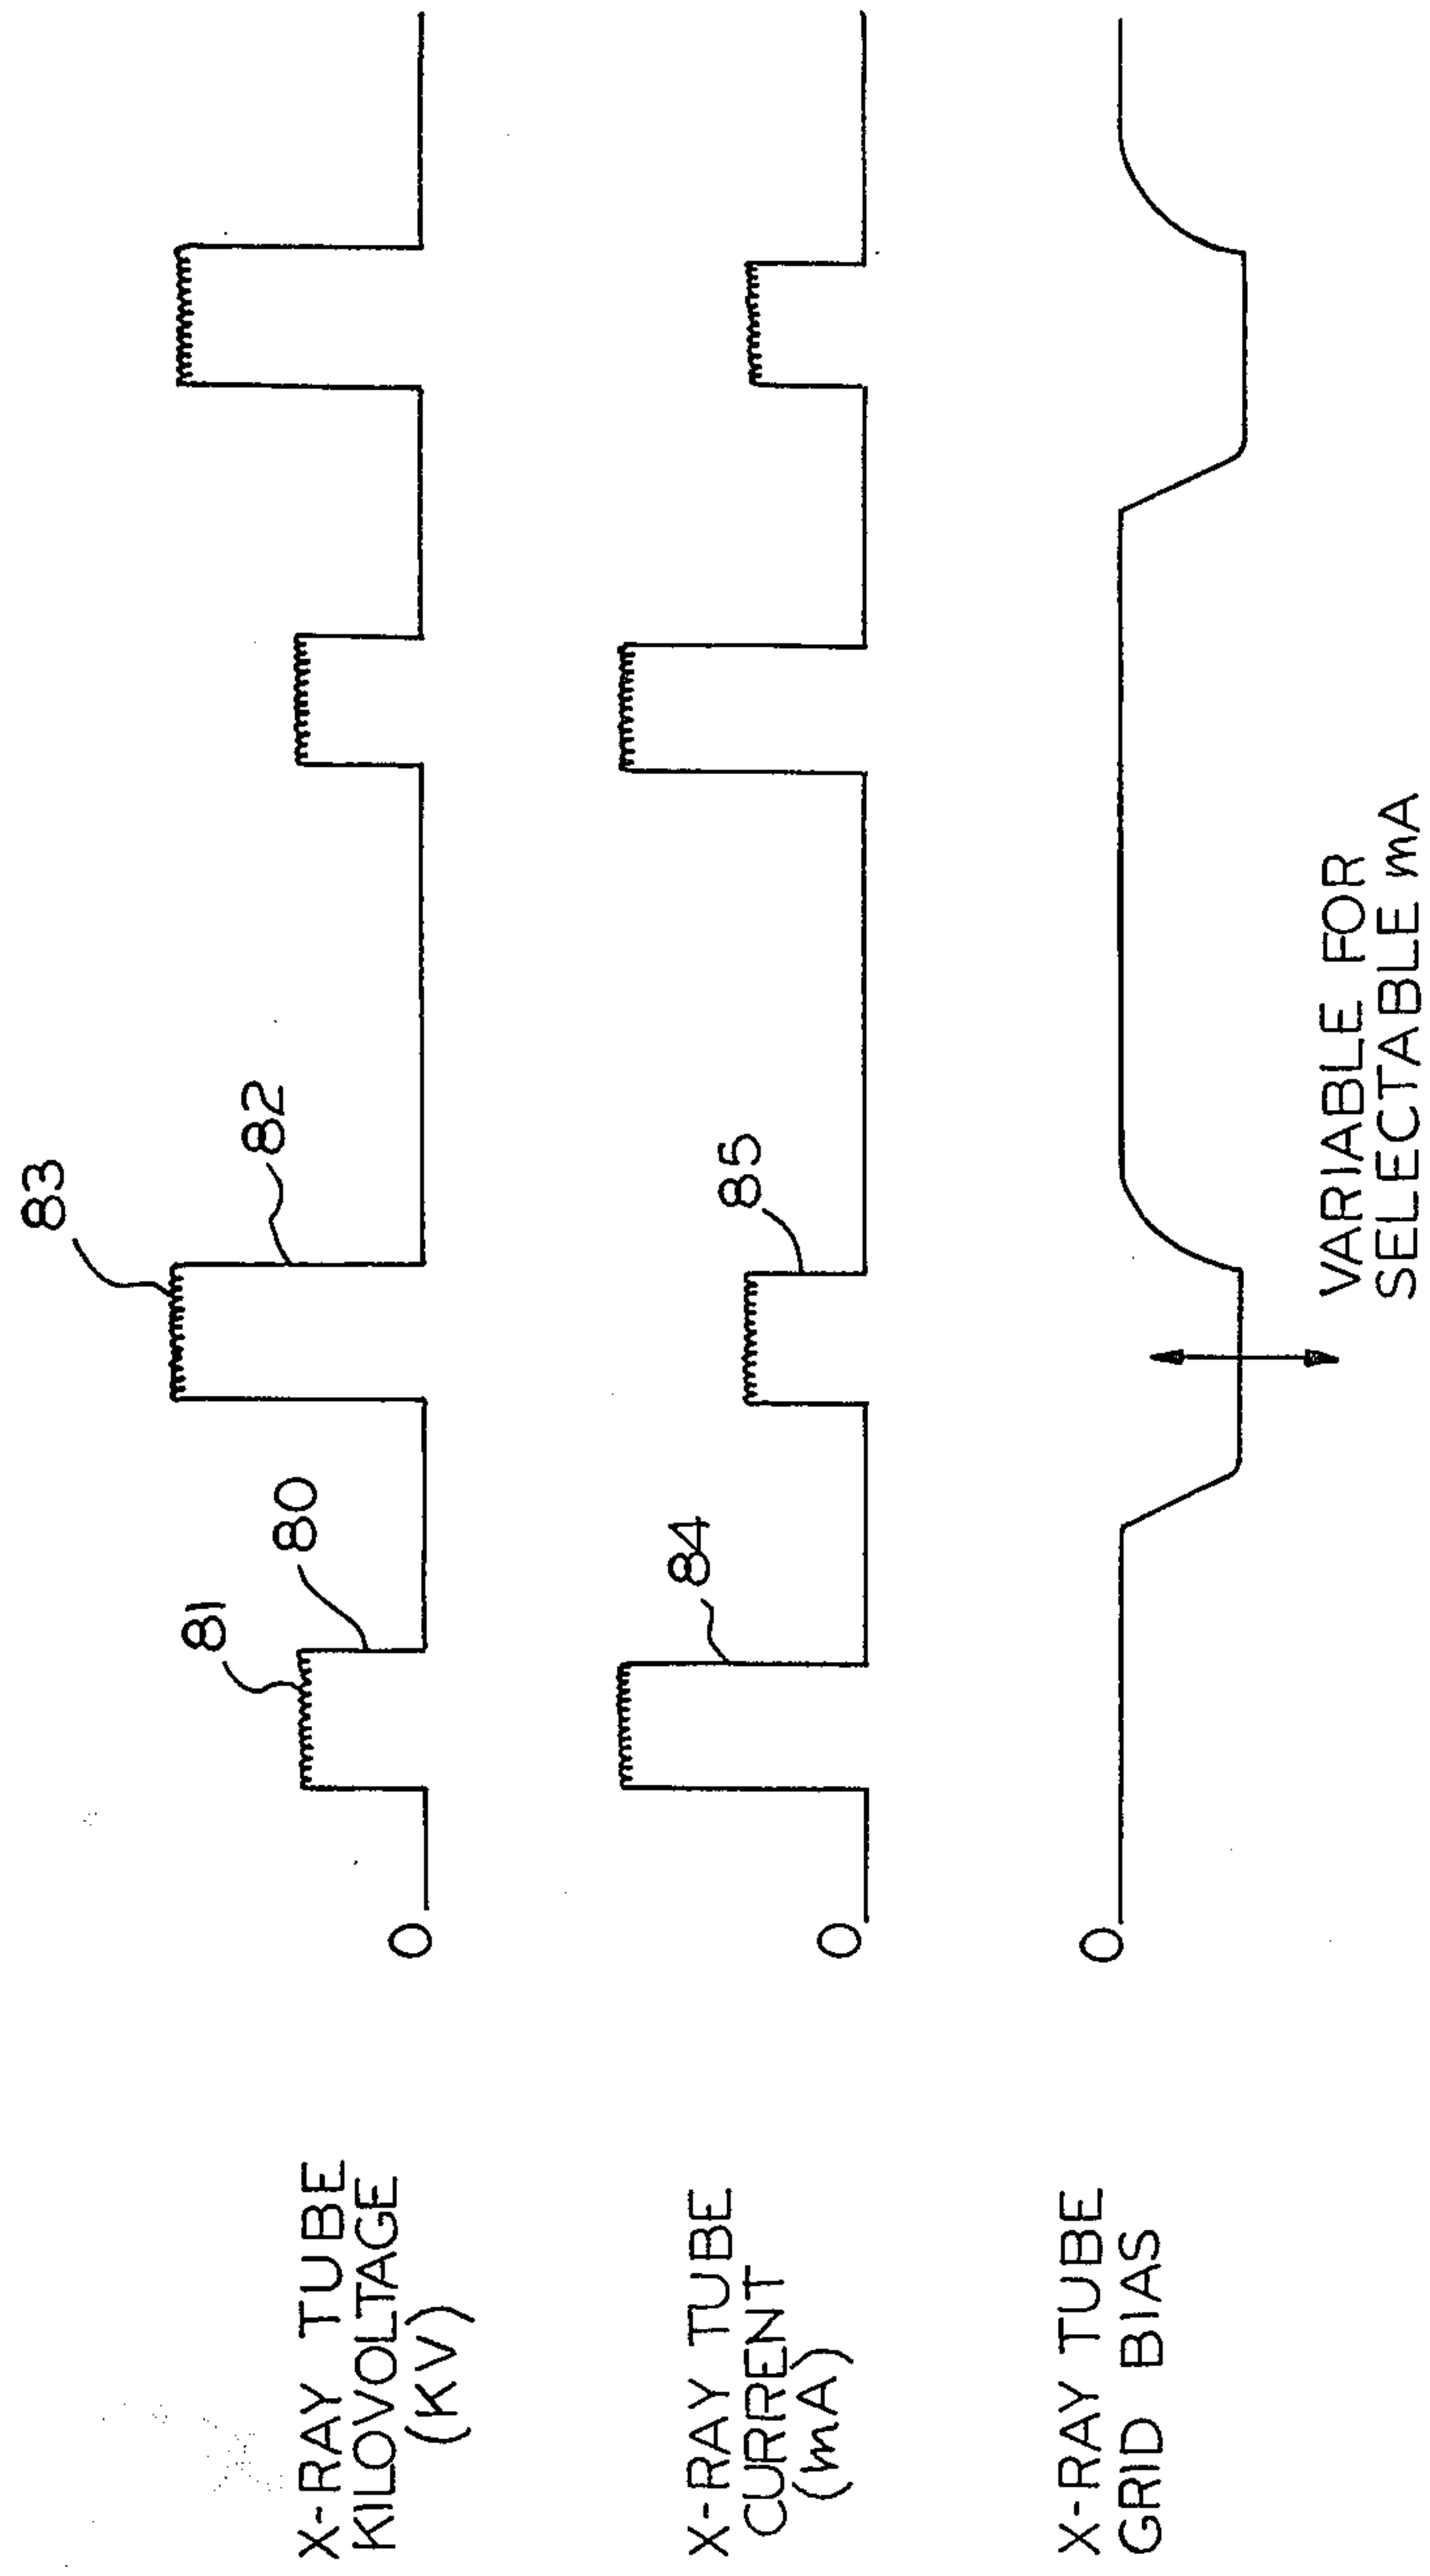 83
81
80
82
X-RAY TUBE
KILOVOLTAGE
(KV)
0
84
85
X-RAY TUBE
CURRENT
(mA)
0
X-RAY TUBE
GRID BIAS
0
VARIABLE FOR
SELECTABLE mA